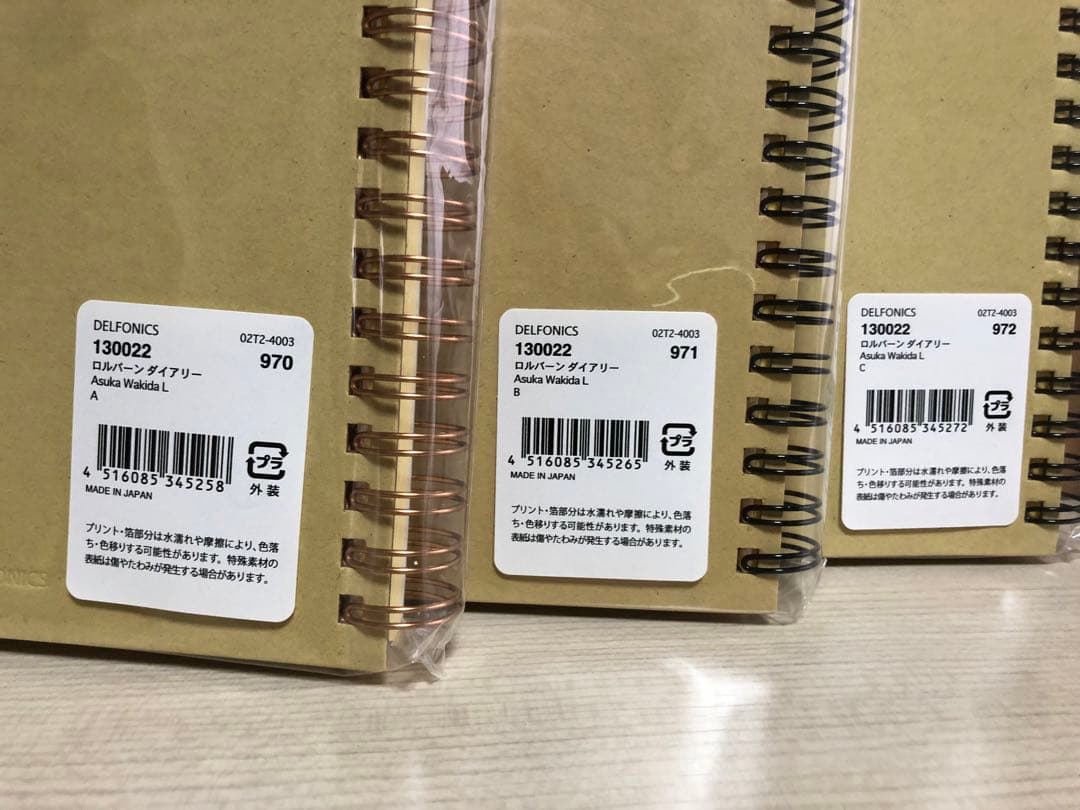 DELFONICS
02T2-4003
130022
970
ロルバーン ダイアリー
Asuka Wakida L
A
4 516085 345258
プラ
外装
MADE IN JAPAN
プリント・箔部分は水濡れや摩擦により、色落
ち・色移りする可能性があります。特殊素材の
表紙は傷やたわみが発生する場合があります。
ONICS
DELFONICS
02T2-4003
130022
971
ロルバーン ダイアリー
Asuka Wakida L
B
4 516085 345265
プラ
外装
MADE IN JAPAN
プリント・箔部分は水濡れや摩擦により、色落
ち・色移りする可能性があります。特殊素材の
表紙は傷やたわみが発生する場合があります。
DELFONICS
02T2-4003
130022
972
ロルバーン ダイアリー
Asuka Wakida L
C
4 516085 345272
プラ
外装
MADE IN JAPAN
プリント・箔部分は水濡れや摩擦により、色落
ち・色移りする可能性があります。特殊素材の
表紙は傷やたわみが発生する場合があります。